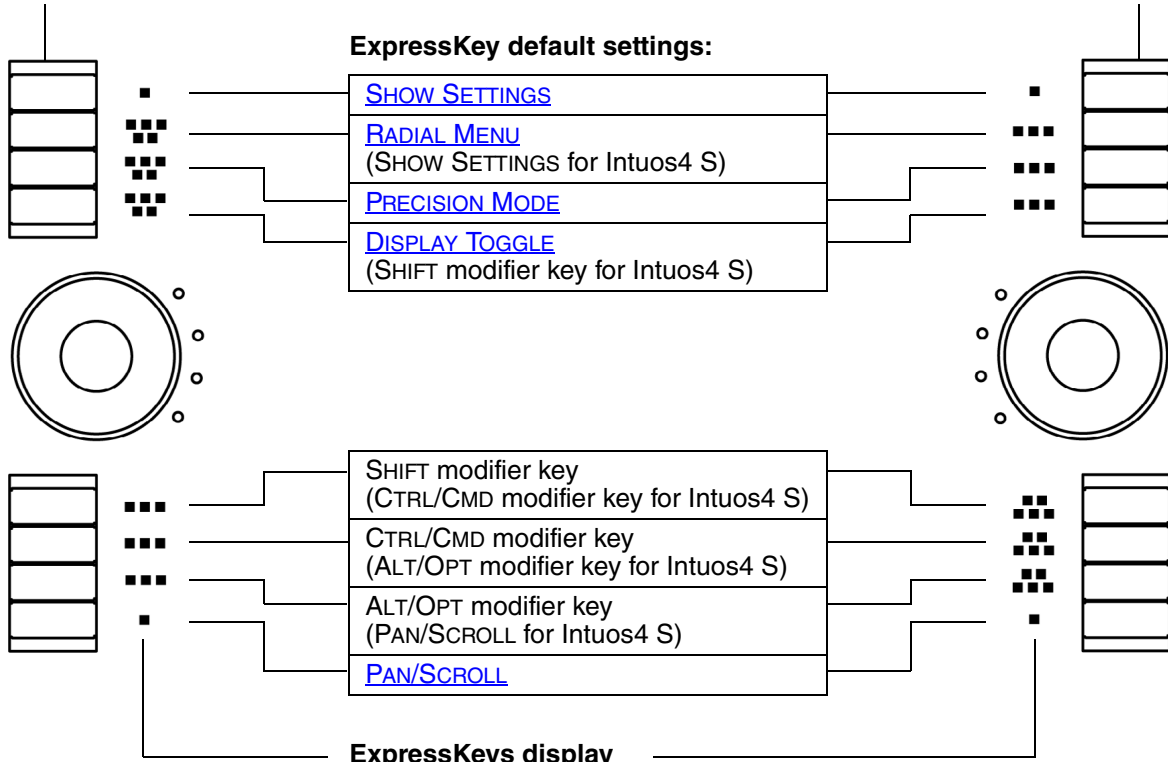 ExpressKey default settings:
SHOW SETTINGS
RADIAL MENU
(SHOW SETTINGS for Intuos4 S)
PRECISION MODE
DISPLAY TOGGLE
(SHIFT modifier key for Intuos4 S)
SHIFT modifier key
(CTRL/CMD modifier key for Intuos4 S)
CTRL/CMD modifier key
(ALT/OPT modifier key for Intuos4 S)
ALT/OPT modifier key
(PAN/SCROLL for Intuos4 S)
PAN/SCROLL
ExpressKeys display